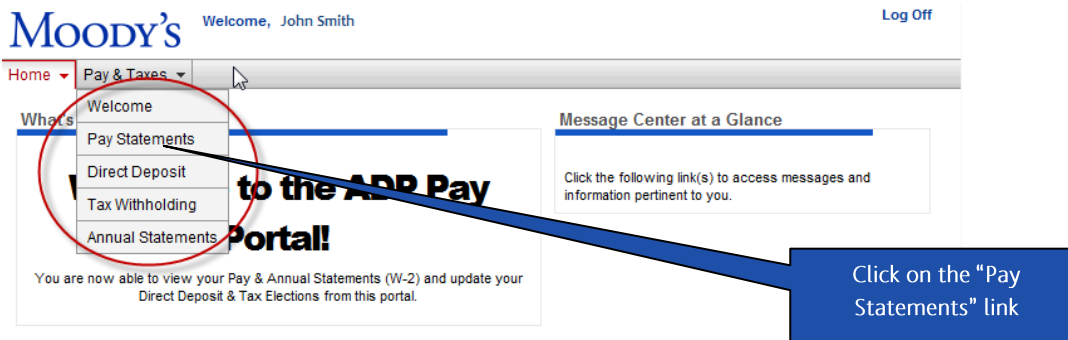 MOODY'S Welcome, John Smith Log Off
Home Pay & Taxes
Welcome
What's
Message Center at a Glance
Pay Statements
Direct Deposit
Tax Withholding
Annual Statements
to the ADP Pay
Portal!
Click the following link(s) to access messages and
information pertinent to you.
You are now able to view your Pay & Annual Statements (W-2) and update your
Direct Deposit & Tax Elections from this portal.
Click on the “Pay
Statements” link